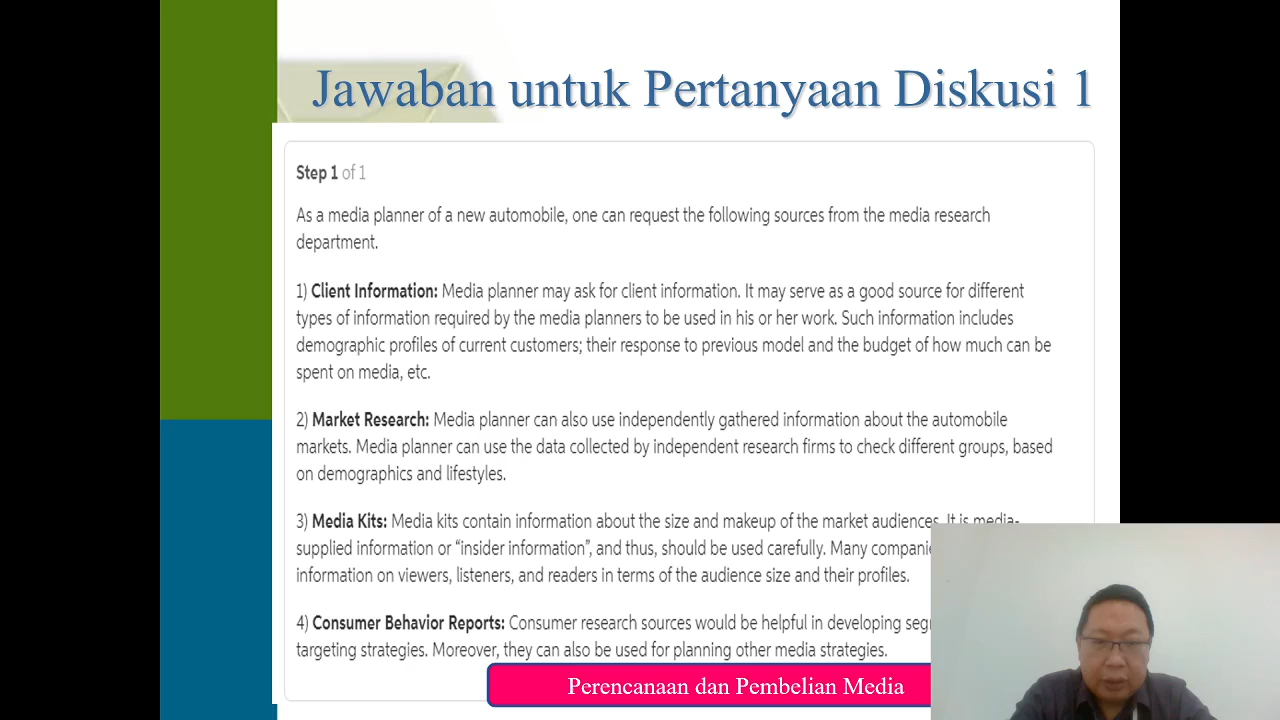 Jawaban untuk Pertanyaan Diskusi 1
Step 1 of 1
As a media planner of a new automobile, one can request the following sources from the media research
department.
1) Client Information: Media planner may ask for client information. It may serve as a good source for different
types of information required by the media planners to be used in his or her work. Such information includes
demographic profiles of current customers; their response to previous model and the budget of how much can be
spent on media, etc.
2) Market Research: Media planner can also use independently gathered information about the automobile
markets. Media planner can use the data collected by independent research firms to check different groups, based
on demographics and lifestyles.
3) Media Kits: Media kits contain information about the size and makeup of the market audiences. It is media-
supplied information or “insider information”, and thus, should be used carefully. Many
information on viewers, listeners, and readers in terms of the audience size and their profiles.
4) Consumer Behavior Reports: Consumer research sources would be helpful in developing
targeting strategies. Moreover, they can also be used for planning other media strategies.
Perencanaan dan Pembelian Media